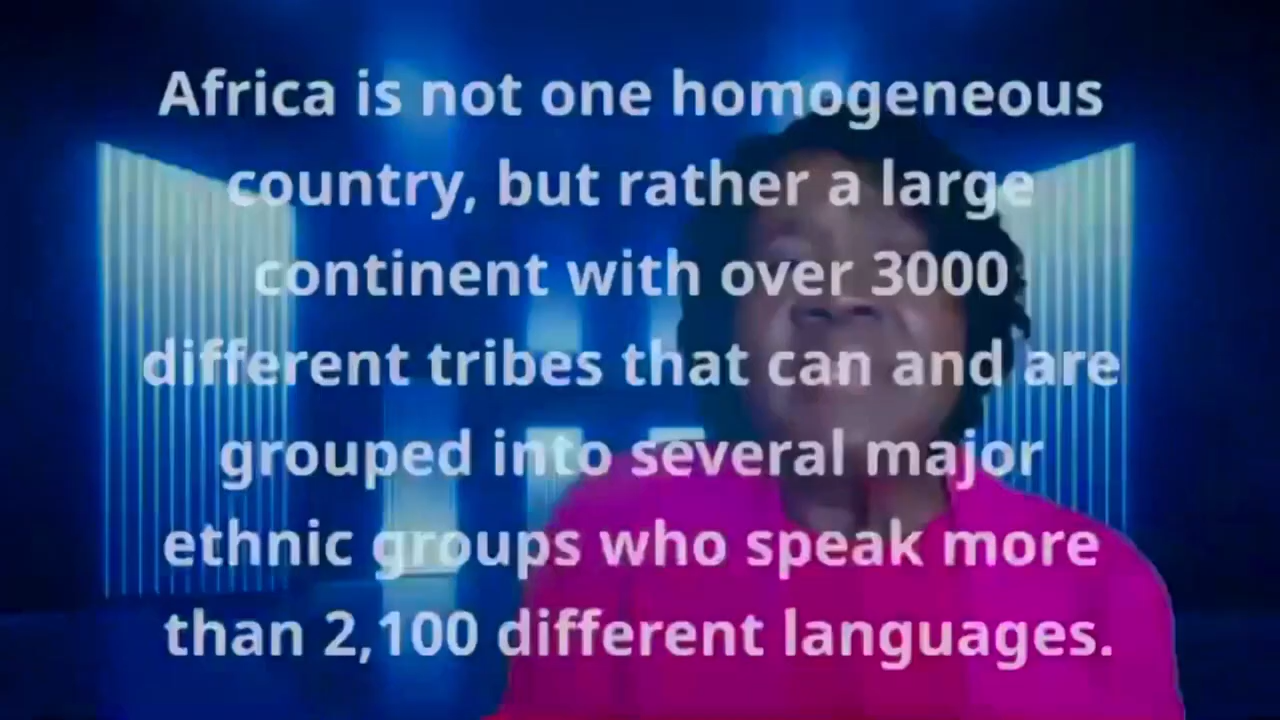 Africa is not one homogeneous
country, but rather a large
continent with over 3000
different tribes that can and are
grouped into several major
ethnic groups who speak more
than 2,100 different languages.